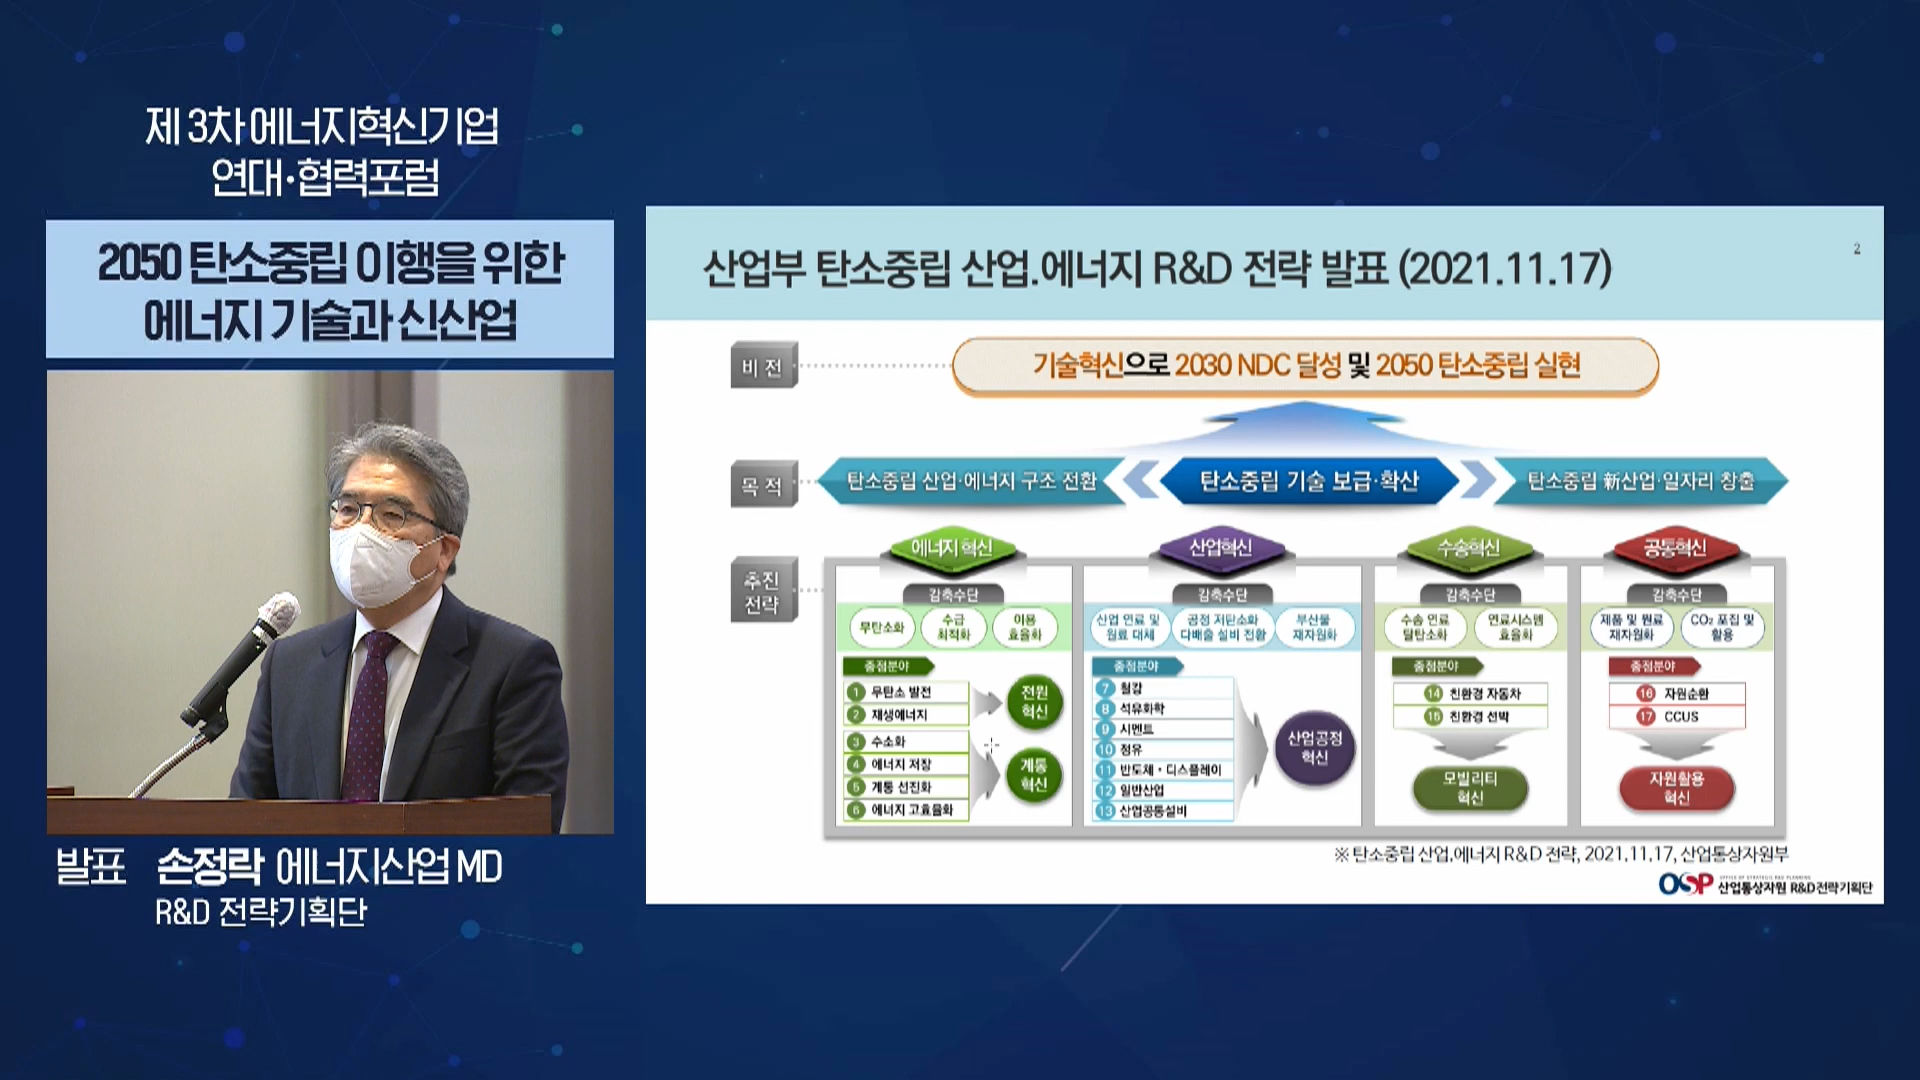 제 3차 에너지혁신기업
연대·협력포럼
2050 탄소중립 이행을 위한
에너지 기술과 신산업
발표 손정락 에너지산업 MD
R&D 전략기획단
산업부 탄소중립 산업.에너지 R&D 전략 발표 (2021.11.17)
2
비 전
기술혁신으로 2030 NDC 달성 및 2050 탄소중립 실현
목 적
탄소중립 산업·에너지 구조 전환
탄소중립 기술 보급·확산
탄소중립 新산업·일자리 창출
추진
전략
에너지 혁신
감축수단
무탄소화
수급
최적화
이용
효율화
중점분야
1 무탄소 발전
2 재생에너지
3 수소화
4 에너지 저장
5 계통 선진화
6 에너지 고효율화
전원
혁신
계통
혁신
산업혁신
감축수단
산업 연료 및
원료 대체
공정 저탄소화
다배출 설비 전환
부산물
재자원화
중점분야
7 철강
8 석유화학
9 시멘트
10 정유
11 반도체·디스플레이
12 일반산업
13 산업공통설비
산업공정
혁신
수송혁신
감축수단
수송 연료
탈탄소화
연료시스템
효율화
중점분야
14 친환경 자동차
15 친환경 선박
모빌리티
혁신
공통혁신
감축수단
제품 및 원료
재자원화
CO₂ 포집 및
활용
중점분야
16 자원순환
17 CCUS
자원활용
혁신
※ 탄소중립 산업.에너지 R&D 전략, 2021.11.17, 산업통상자원부
OSP 산업통상자원 R&D전략기획단